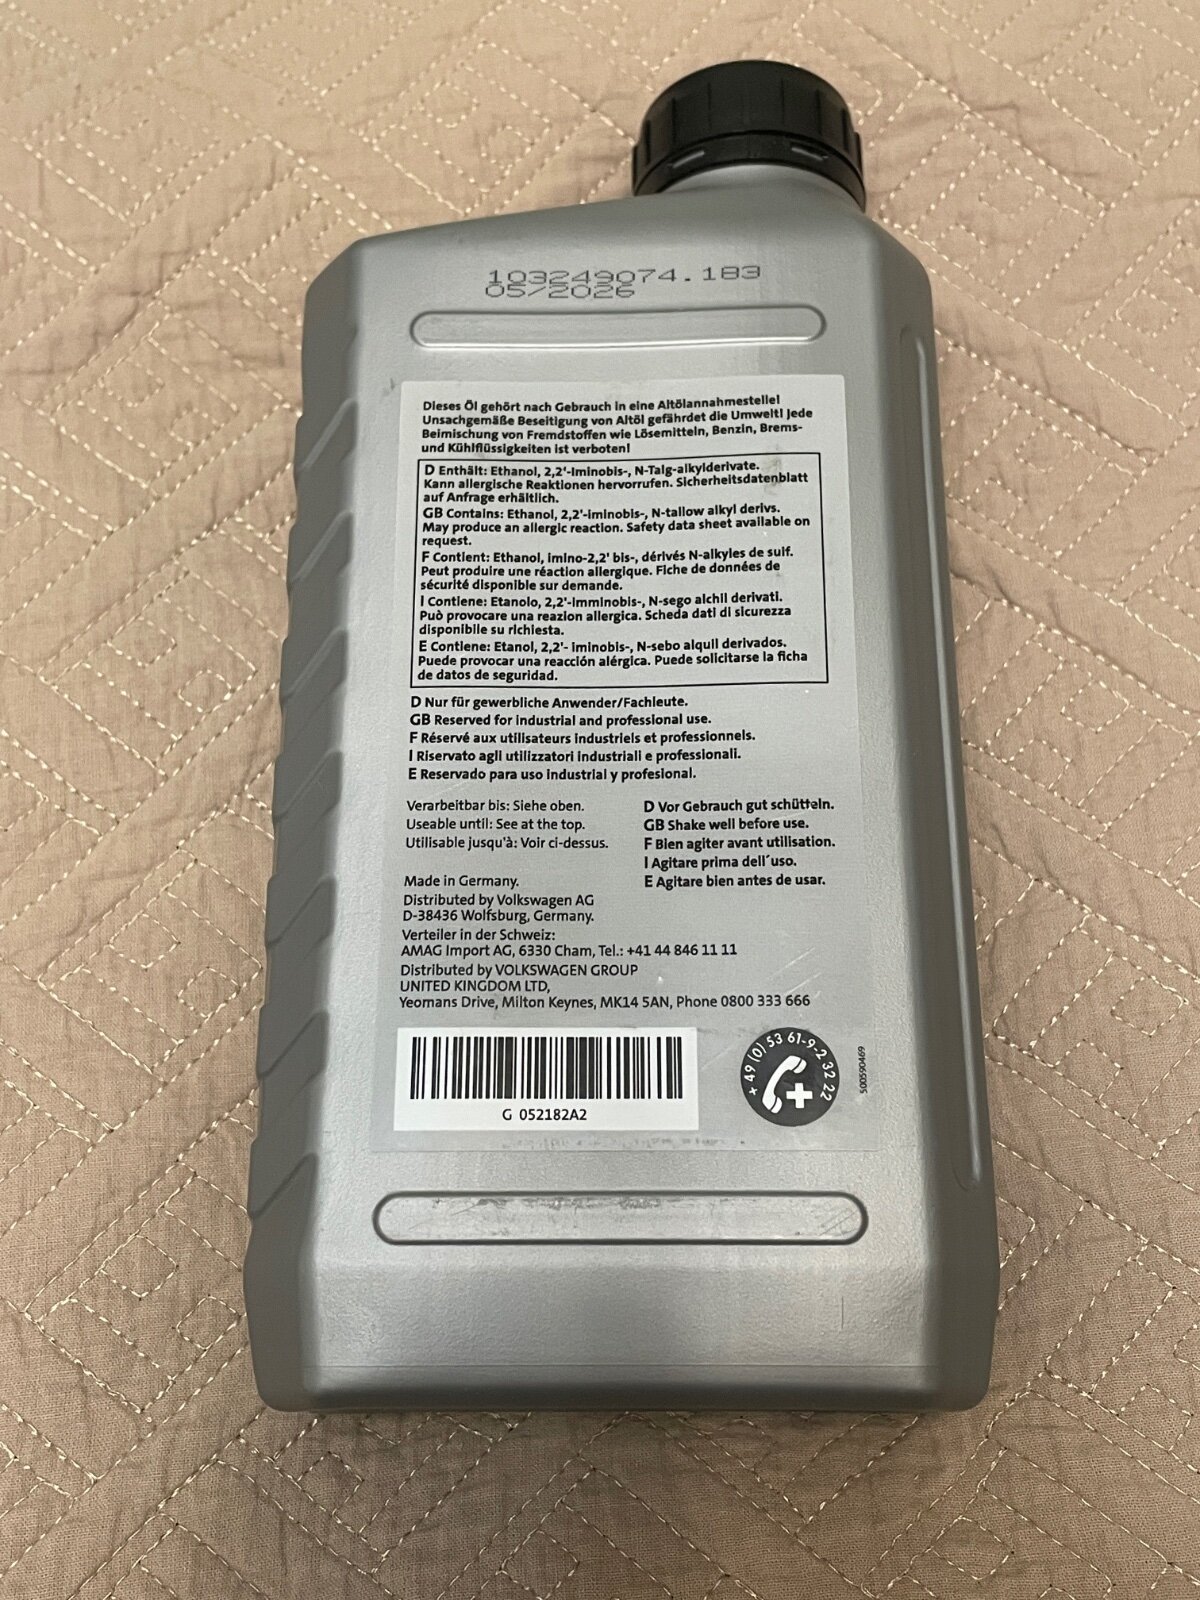 103249074.183
05/2026
Dieses Öl gehört nach Gebrauch in eine Altölannahmestelle!
Unsachgemäße Beseitigung von Altöl gefährdet die Umwelt! Jede
Beimischung von Fremdstoffen wie Lösemitteln, Benzin, Brems-
und Kühlflüssigkeiten ist verboten!
D Enthält: Ethanol, 2,2'-Iminobis-, N-Talg-alkylderivate.
Kann allergische Reaktionen hervorrufen. Sicherheitsdatenblatt
auf Anfrage erhältlich.
GB Contains: Ethanol, 2,2'-iminobis-, N-tallow alkyl derivs.
May produce an allergic reaction. Safety data sheet available on
request.
F Contient: Ethanol, imino-2,2' bis-, dérivés N-alkyles de suif.
Peut produire une réaction allergique. Fiche de données de
sécurité disponible sur demande.
I Contiene: Etanolo, 2,2'-imminobis-, N-sego alchil derivati.
Può provocare una reazion allergica. Scheda dati di sicurezza
disponibile su richiesta.
E Contiene: Etanol, 2,2'- iminobis-, N-sebo alquil derivados.
Puede provocar una reacción alérgica. Puede solicitarse la ficha
de datos de seguridad.
D Nur für gewerbliche Anwender/Fachleute.
GB Reserved for industrial and professional use.
F Réservé aux utilisateurs industriels et professionnels.
I Riservato agli utilizzatori industriali e professionali.
E Reservado para uso industrial y profesional.
Verarbeitbar bis: Siehe oben.
Useable until: See at the top.
Utilisable jusqu'à: Voir ci-dessus.
D Vor Gebrauch gut schütteln.
GB Shake well before use.
F Bien agiter avant utilisation.
I Agitare prima dell´uso.
E Agitare bien antes de usar.
Made in Germany.
Distributed by Volkswagen AG
D-38436 Wolfsburg, Germany.
Verteiler in der Schweiz:
AMAG Import AG, 6330 Cham, Tel.: +41 44 846 11 11
Distributed by VOLKSWAGEN GROUP
UNITED KINGDOM LTD,
Yeomans Drive, Milton Keynes, MK14 5AN, Phone 0800 333 666
G 052182A2
+ 49 (0) 53 61-9-2 32 22
500590469